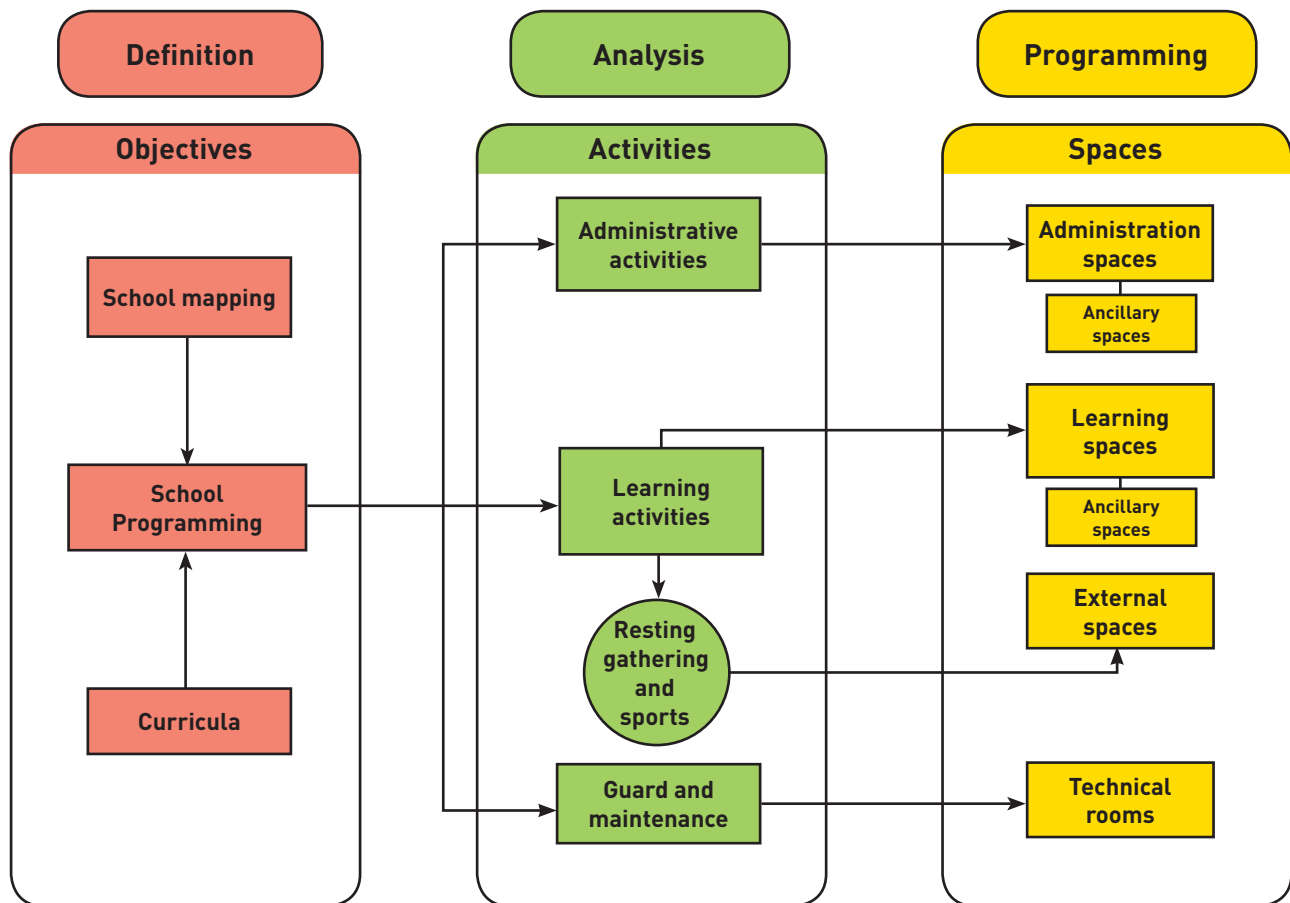 Definition
Analysis
Programming
Objectives
Activities
Spaces
School mapping
School
Programming
Curricula
Administrative
activities
Learning
activities
Resting
gathering
and
sports
Guard and
maintenance
Administration
spaces
Ancillary
spaces
Learning
spaces
Ancillary
spaces
External
spaces
Technical
rooms